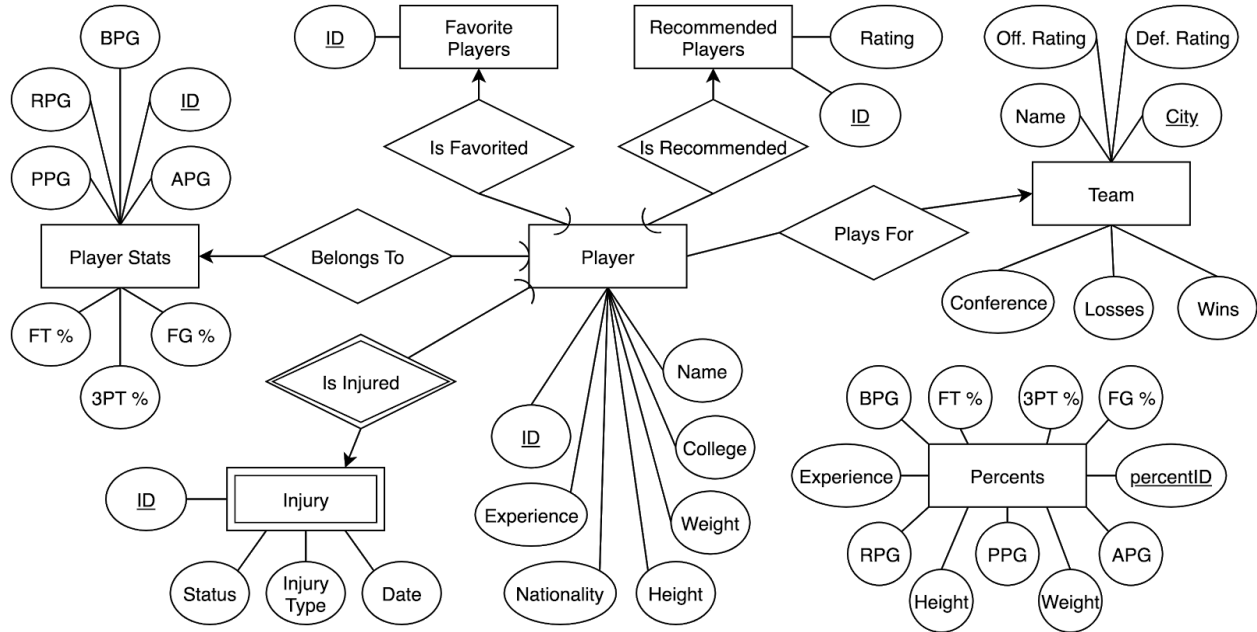 BPG
RPG
ID
PPG
APG
Player Stats
FT %
FG %
3PT %
ID
Favorite
Players
Is Favorited
Recommended
Players
Rating
ID
Is Recommended
Off. Rating
Def. Rating
Name
City
Team
Conference
Losses
Wins
Plays For
Belongs To
Player
Is Injured
ID
Injury
Status
Injury
Type
Date
Name
ID
College
Experience
Weight
Nationality
Height
BPG
FT %
3PT %
FG %
Experience
Percents
percentID
RPG
PPG
APG
Height
Weight